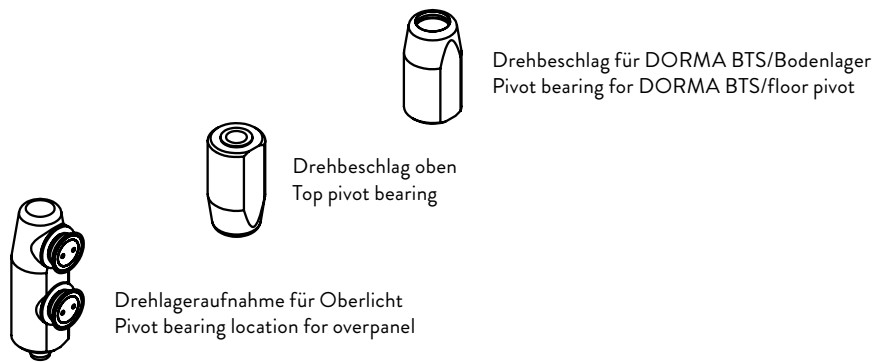 Drehbeschlag für DORMA BTS/Bodenlager
Pivot bearing for DORMA BTS/floor pivot
Drehbeschlag oben
Top pivot bearing
Drehlageraufnahme für Oberlicht
Pivot bearing location for overpanel